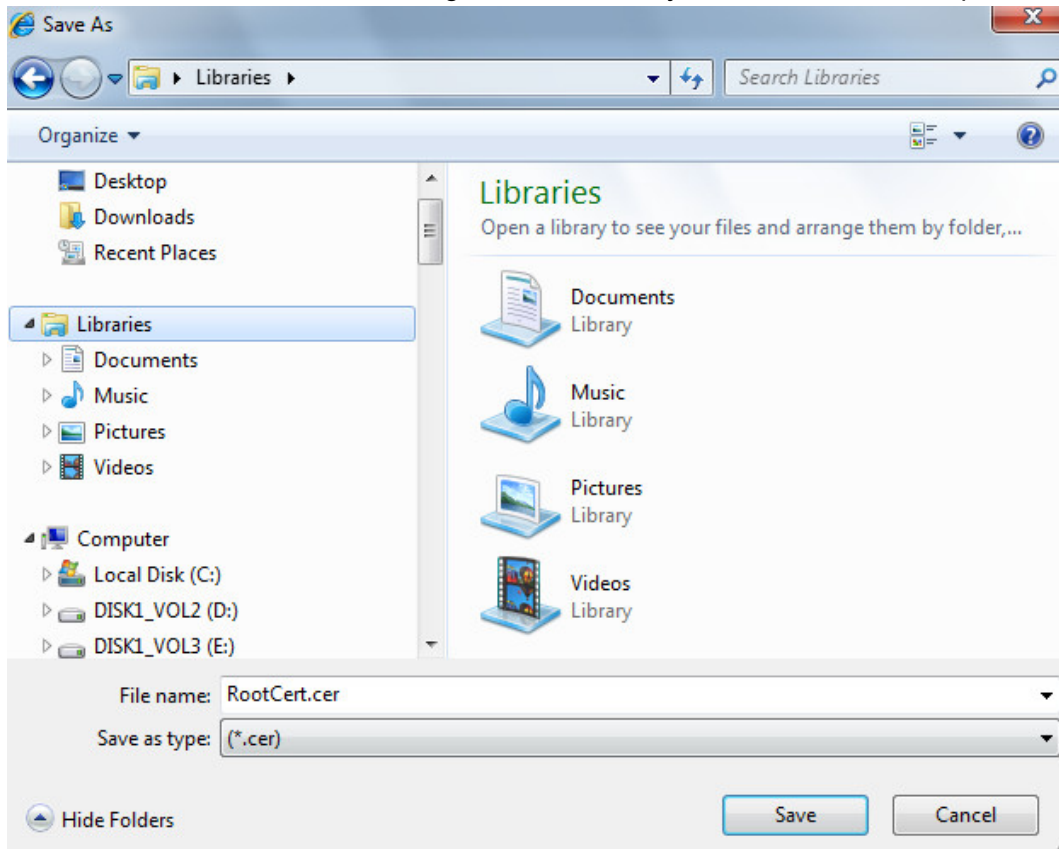 Save As
Libraries
Search Libraries
Organize
Desktop
Downloads
Recent Places
Libraries
Documents
Music
Pictures
Videos
Computer
Local Disk (C:)
DISK1_VOL2 (D:)
DISK1_VOL3 (E:)
Libraries
Open a library to see your files and arrange them by folder,...
Documents
Library
Music
Library
Pictures
Library
Videos
Library
File name: RootCert.cer
Save as type: (*.cer)
Hide Folders
Save
Cancel